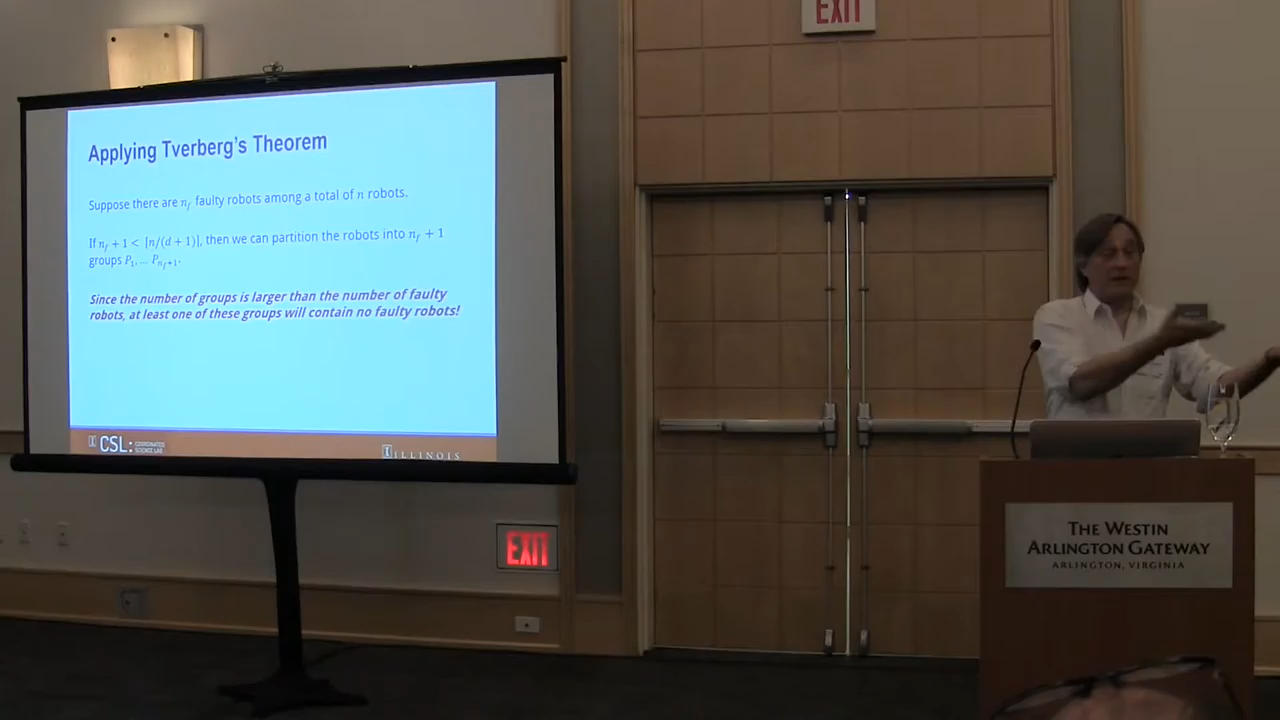 EXIT
Applying Tverberg's Theorem
Suppose there are n_f faulty robots among a total of n robots.
If n_f + 1 < ⌈n/(d + 1)⌉, then we can partition the robots into n_f + 1
groups P_1, ... P_{n_f+1}.
Since the number of groups is larger than the number of faulty
robots, at least one of these groups will contain no faulty robots!
I CSL: COORDINATED
SCIENCE LAB
I ILLINOIS
EXIT
THE WESTIN
ARLINGTON GATEWAY
ARLINGTON, VIRGINIA